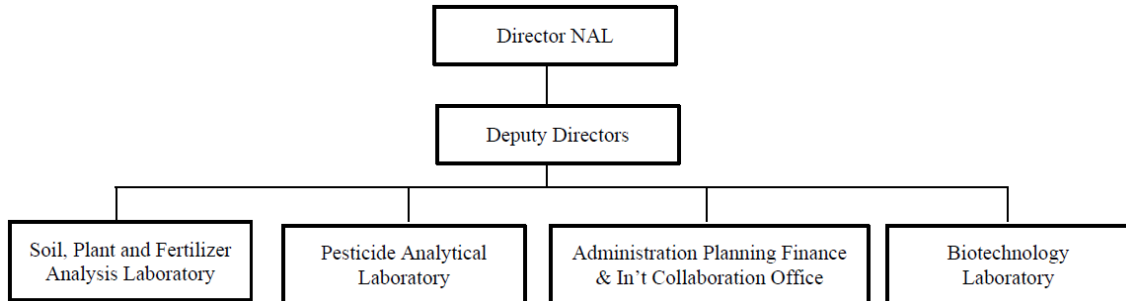 Director NAL
Deputy Directors
Soil, Plant and Fertilizer
Analysis Laboratory
Pesticide Analytical
Laboratory
Administration Planning Finance
& In’t Collaboration Office
Biotechnology
Laboratory